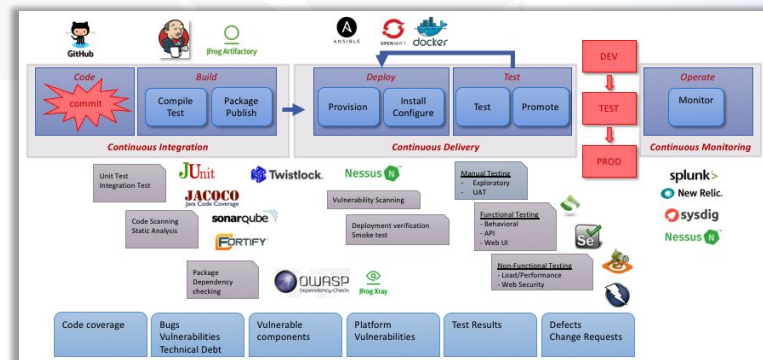 GitHub
JFrog Artifactory
ANSIBLE
OPENSHIFT
docker
Code
commit
Build
Compile
Test
Package
Publish
Continuous Integration
Deploy
Provision
Install
Configure
Test
Test
Promote
Continuous Delivery
DEV
TEST
PROD
Operate
Monitor
Continuous Monitoring
Unit Test
Integration Test
JUnit
JACOCO
Java Code Coverage
Twistlock.
Nessus N
Vulnerability Scanning
Manual Testing
- Exploratory
- UAT
splunk>
New Relic.
sysdig
Nessus N
Code Scanning
Static Analysis
sonarqube
FORTIFY
Deployment verification
Smoke test
Functional Testing
- Behavioral
- API
- Web UI
Se
Package
Dependency
checking
OWASP
Dependency-Check
JFrog Xray
Non-Functional Testing
- Load/Performance
- Web Security
Code coverage
Bugs
Vulnerabilities
Technical Debt
Vulnerable
components
Platform
Vulnerabilities
Test Results
Defects
Change Requests